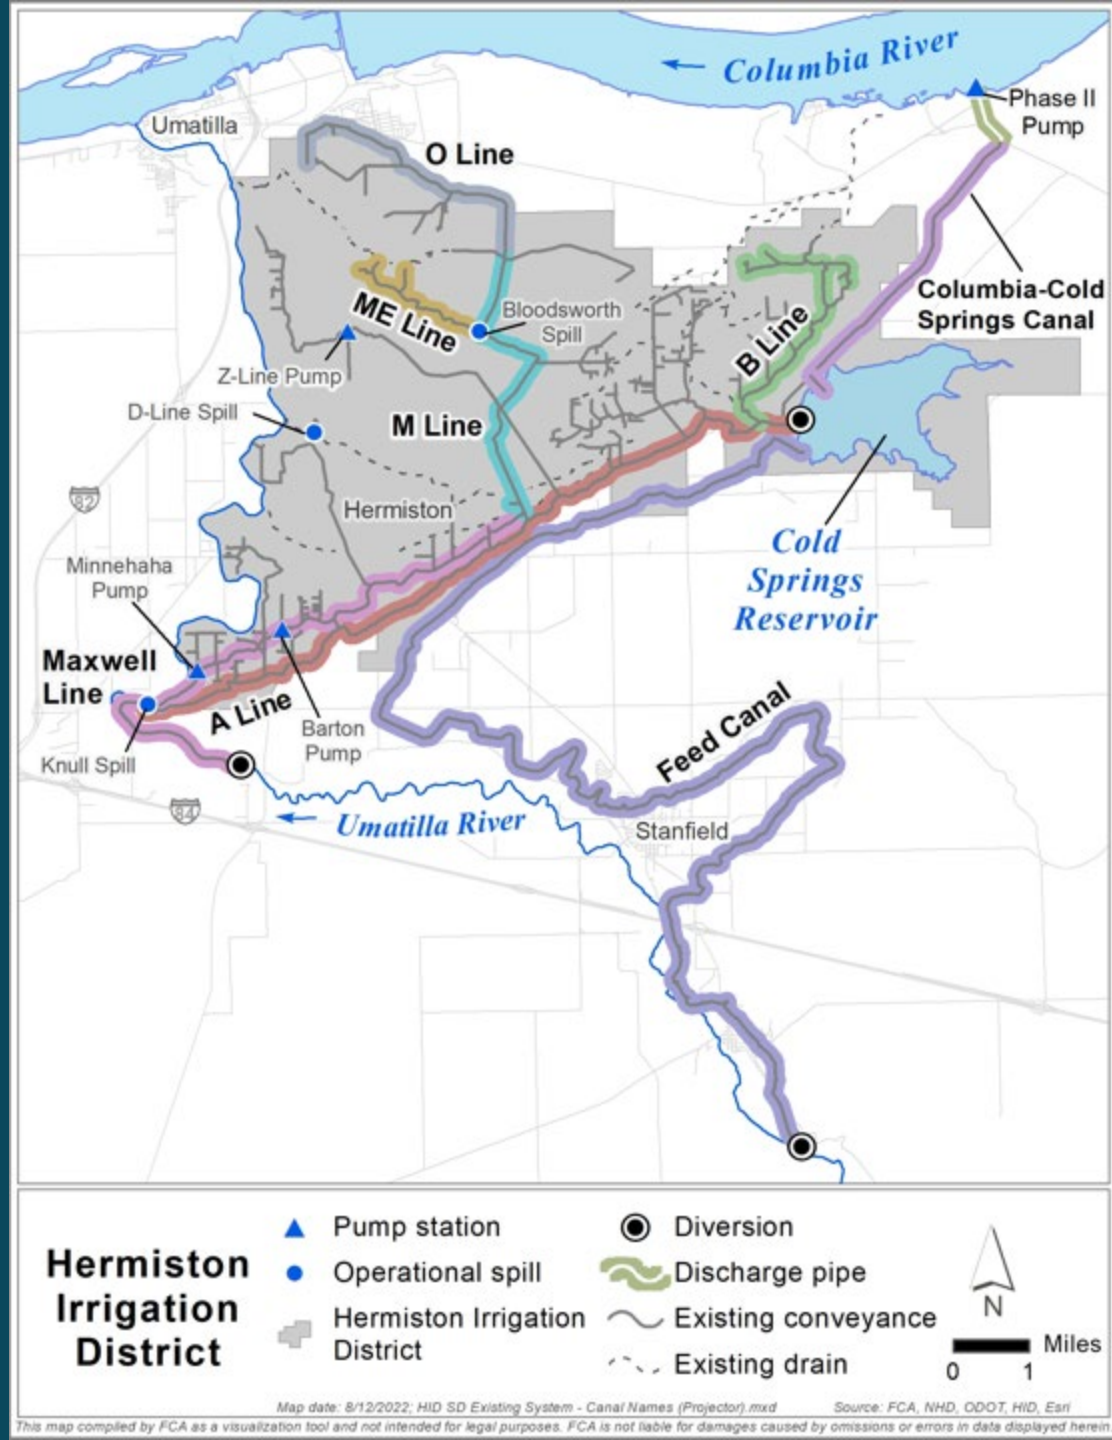 Columbia River
Phase II
Pump
Umatilla
O Line
Columbia-Cold
Springs Canal
ME Line
Bloodsworth
Spill
B Line
Z-Line Pump
D-Line Spill
M Line
82
Hermiston
Cold
Springs
Reservoir
Minnehaha
Pump
Maxwell
Line
A Line
Barton
Pump
Knull Spill
Feed Canal
84
Umatilla River
Stanfield
Hermiston
Irrigation
District
Pump station
Operational spill
Hermiston Irrigation
District
Diversion
Discharge pipe
Existing conveyance
Existing drain
N
Miles
0 1
Map date: 8/12/2022; HID SD Existing System - Canal Names (Projector).mxd
Source: FCA, NHD, ODOT, HID, Esri
This map compiled by FCA as a visualization tool and not intended for legal purposes. FCA is not liable for damages caused by omissions or errors in data displayed herein